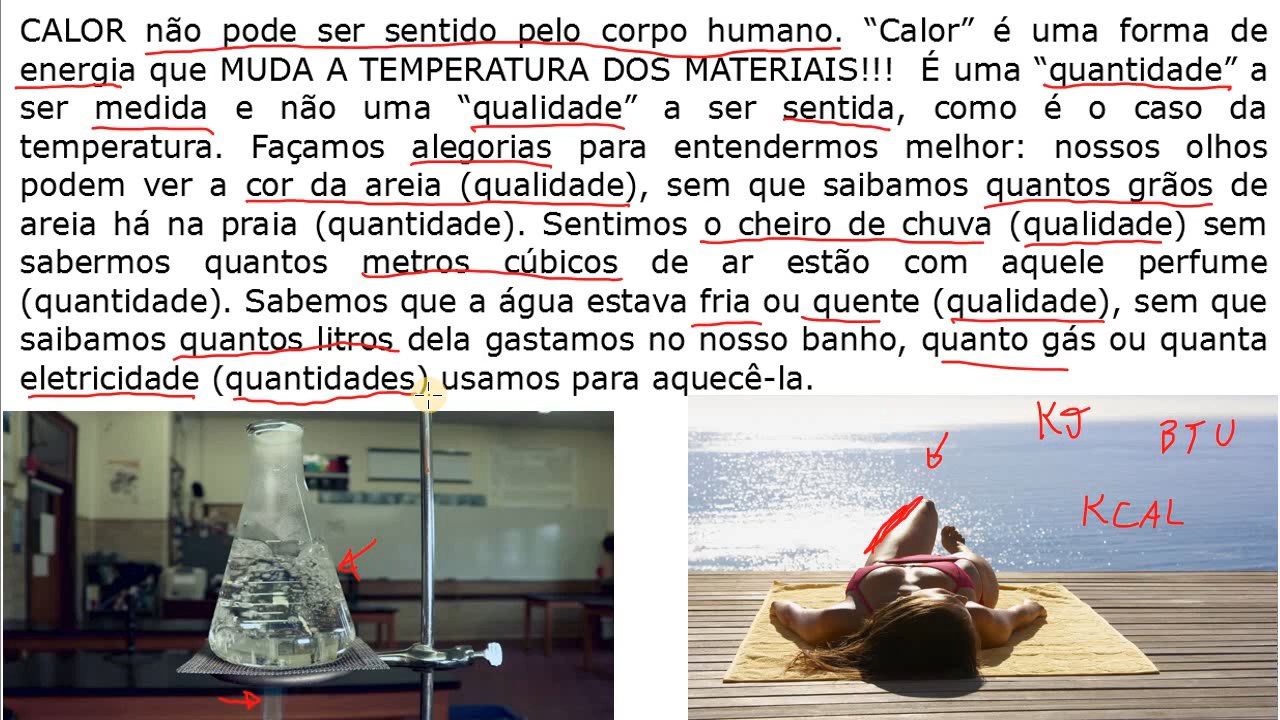 CALOR não pode ser sentido pelo corpo humano. “Calor” é uma forma de
energia que MUDA A TEMPERATURA DOS MATERIAIS!!! É uma “quantidade” a
ser medida e não uma “qualidade” a ser sentida, como é o caso da
temperatura. Façamos alegorias para entendermos melhor: nossos olhos
podem ver a cor da areia (qualidade), sem que saibamos quantos grãos de
areia há na praia (quantidade). Sentimos o cheiro de chuva (qualidade) sem
sabermos quantos metros cúbicos de ar estão com aquele perfume
(quantidade). Sabemos que a água estava fria ou quente (qualidade), sem que
saibamos quantos litros dela gastamos no nosso banho, quanto gás ou quanta
eletricidade (quantidades) usamos para aquecê-la.
KJ
BTU
KCAL